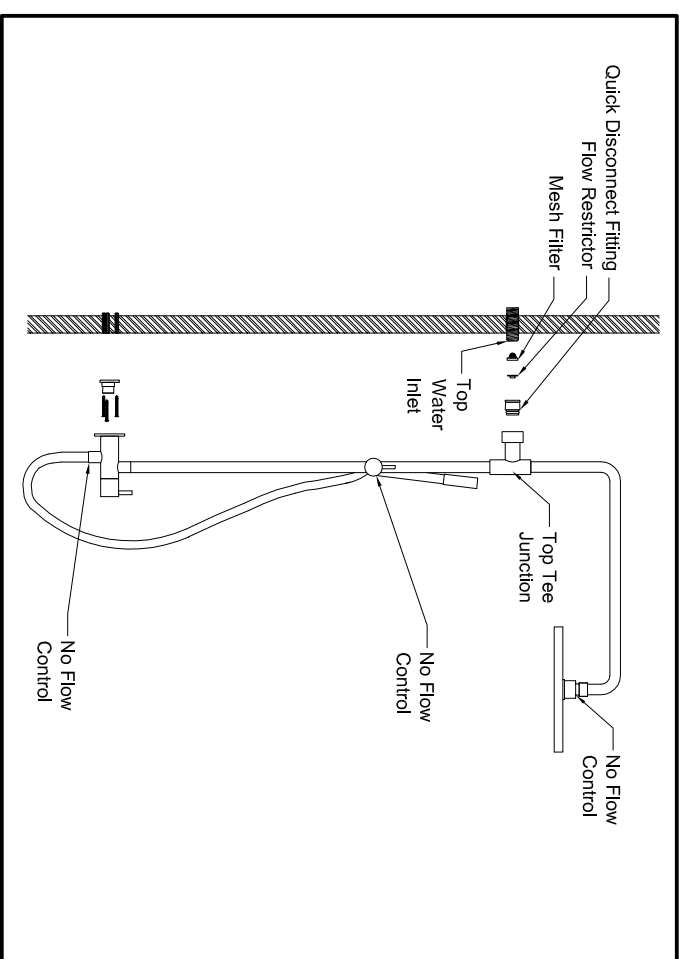 Quick Disconnect Fitting
Flow Restrictor
Mesh Filter
Top
Water
Inlet
Top Tee
Junction
No Flow
Control
No Flow
Control
No Flow
Control